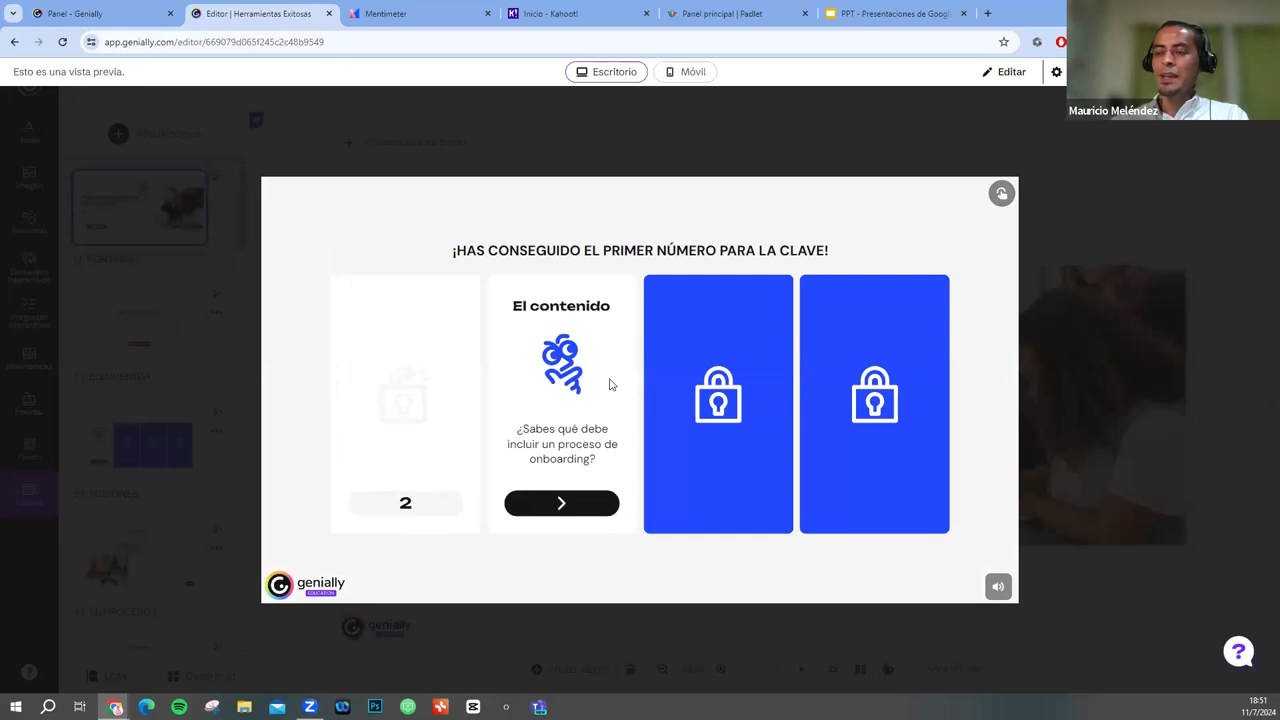 Panel - Genially
Editor | Herramientas Exitosas
Mentimeter
Inicio - Kahoot!
Panel principal | Padlet
PPT - Presentaciones de Googl
app.genially.com/editor/669079d065f245c2c48b9549
Esto es una vista previa.
Escritorio
Móvil
Editar
Mauricio Meléndez
¡HAS CONSEGUIDO EL PRIMER NÚMERO PARA LA CLAVE!
El contenido
¿Sabes qué debe
incluir un proceso de
onboarding?
2
genially
EDUCATION
genially
18:51
11/7/2024